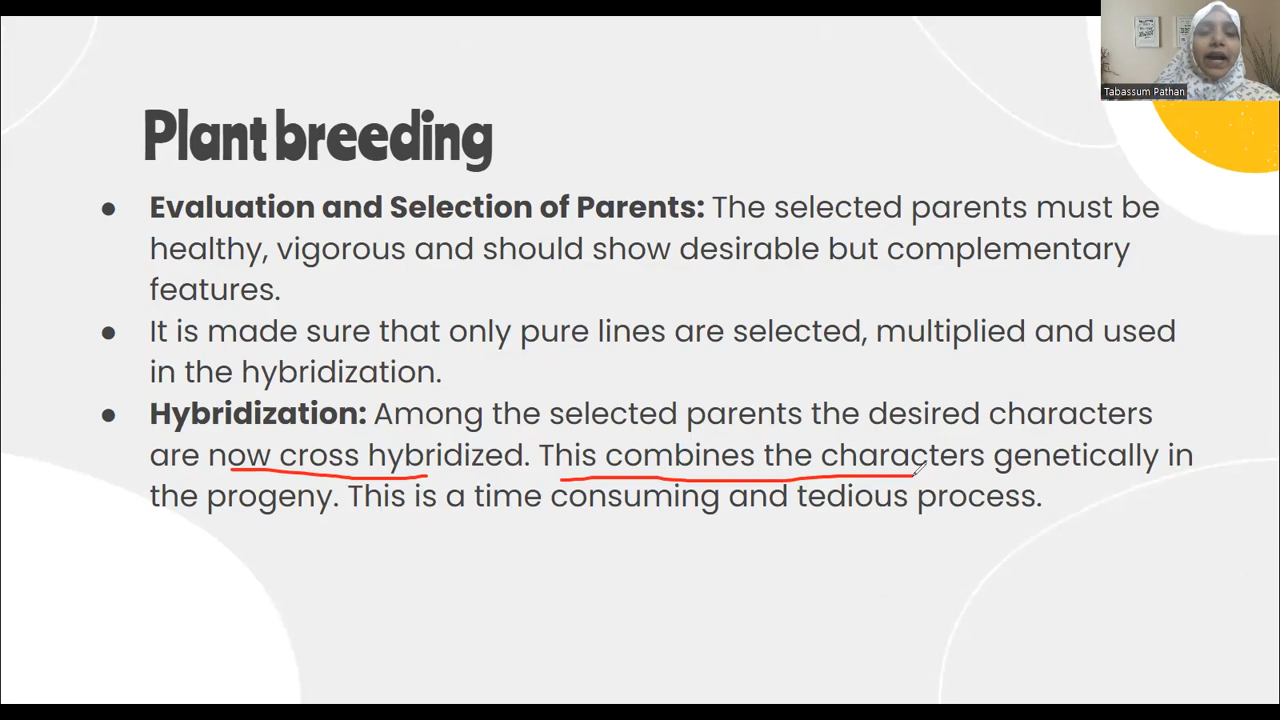 Tabassum Pathan
Plant breeding
● Evaluation and Selection of Parents: The selected parents must be
healthy, vigorous and should show desirable but complementary
features.
● It is made sure that only pure lines are selected, multiplied and used
in the hybridization.
● Hybridization: Among the selected parents the desired characters
are now cross hybridized. This combines the characters genetically in
the progeny. This is a time consuming and tedious process.